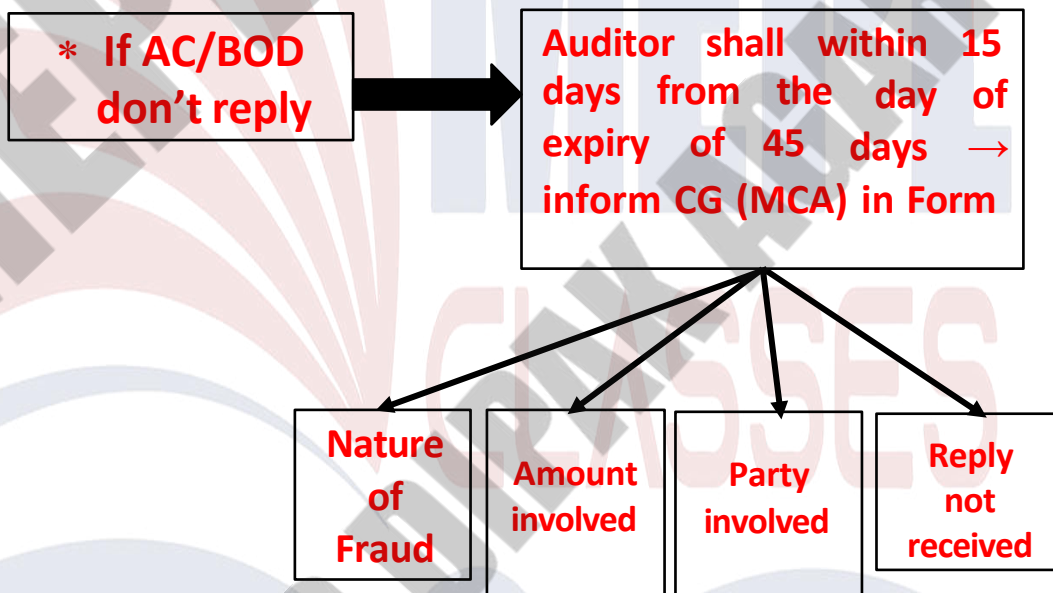 * If AC/BOD
don't reply
Auditor shall within 15
days from the day of
expiry of 45 days →
inform CG (MCA) in Form
CLASSES
Nature
of
Fraud
Amount
involved
Party
involved
Reply
not
received